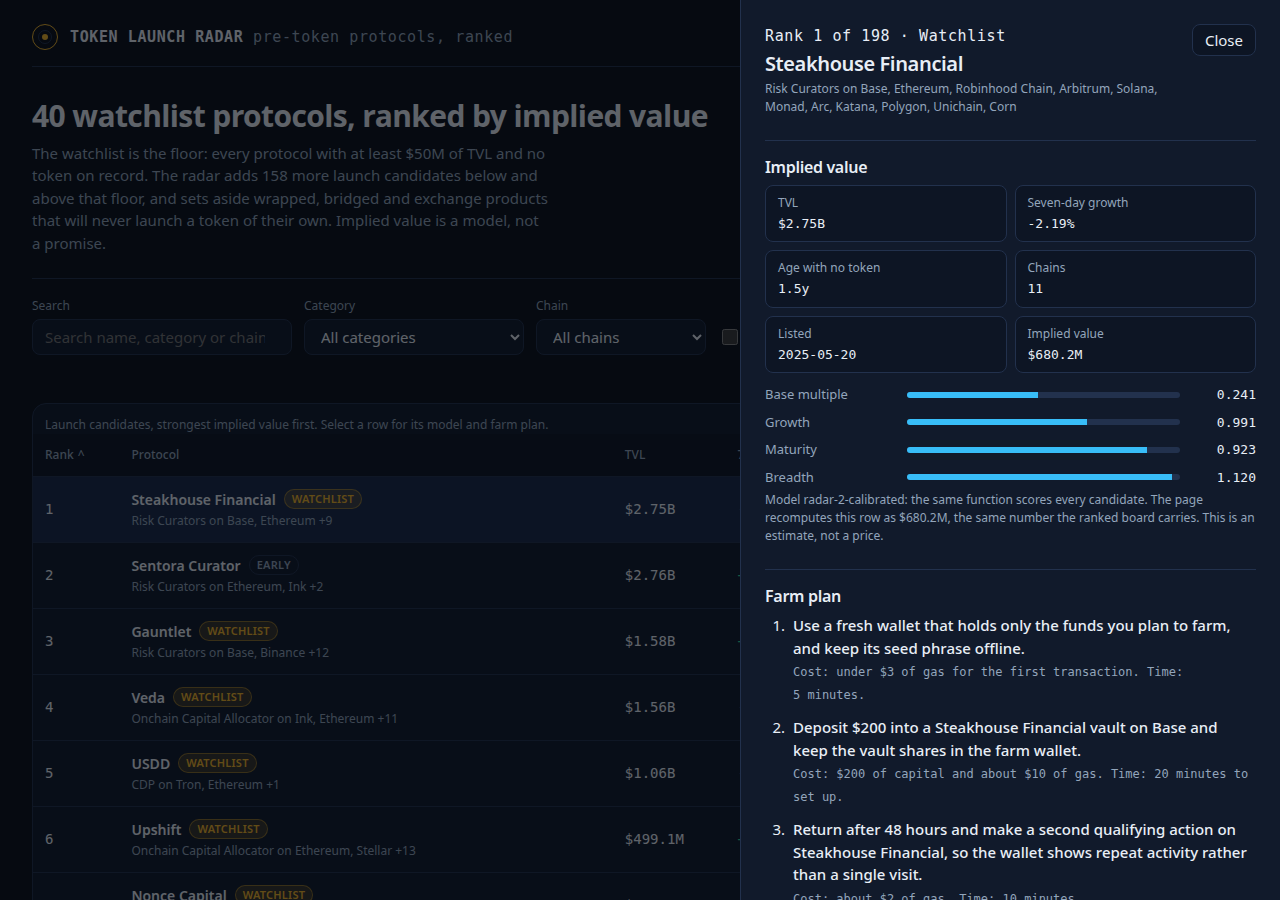 TOKEN LAUNCH RADAR pre-token protocols, ranked
40 watchlist protocols, ranked by implied value
The watchlist is the floor: every protocol with at least $50M of TVL and no
token on record. The radar adds 158 more launch candidates below and
above that floor, and sets aside wrapped, bridged and exchange products
that will never launch a token of their own. Implied value is a model, not
a promise.
Search
Category
Chain
Search name, category or chain
All categories
All chains
Launch candidates, strongest implied value first. Select a row for its model and farm plan.
Rank ^
Protocol
TVL
1
Steakhouse Financial WATCHLIST
Risk Curators on Base, Ethereum +9
$2.75B
2
Sentora Curator EARLY
Risk Curators on Ethereum, Ink +2
$2.76B
3
Gauntlet WATCHLIST
Risk Curators on Base, Binance +12
$1.58B
4
Veda WATCHLIST
Onchain Capital Allocator on Ink, Ethereum +11
$1.56B
5
USDD WATCHLIST
CDP on Tron, Ethereum +1
$1.06B
6
Upshift WATCHLIST
Onchain Capital Allocator on Ethereum, Stellar +13
$499.1M
Nonce Capital WATCHLIST
Rank 1 of 198 · Watchlist
Close
Steakhouse Financial
Risk Curators on Base, Ethereum, Robinhood Chain, Arbitrum, Solana,
Monad, Arc, Katana, Polygon, Unichain, Corn
Implied value
TVL
$2.75B
Seven-day growth
-2.19%
Age with no token
1.5y
Chains
11
Listed
2025-05-20
Implied value
$680.2M
Base multiple 0.241
Growth 0.991
Maturity 0.923
Breadth 1.120
Model radar-2-calibrated: the same function scores every candidate. The page
recomputes this row as $680.2M, the same number the ranked board carries. This is an
estimate, not a price.
Farm plan
1. Use a fresh wallet that holds only the funds you plan to farm,
and keep its seed phrase offline.
Cost: under $3 of gas for the first transaction. Time:
5 minutes.
2. Deposit $200 into a Steakhouse Financial vault on Base and
keep the vault shares in the farm wallet.
Cost: $200 of capital and about $10 of gas. Time: 20 minutes to
set up.
3. Return after 48 hours and make a second qualifying action on
Steakhouse Financial, so the wallet shows repeat activity rather
than a single visit.
Cost: about $2 of gas. Time: 10 minutes